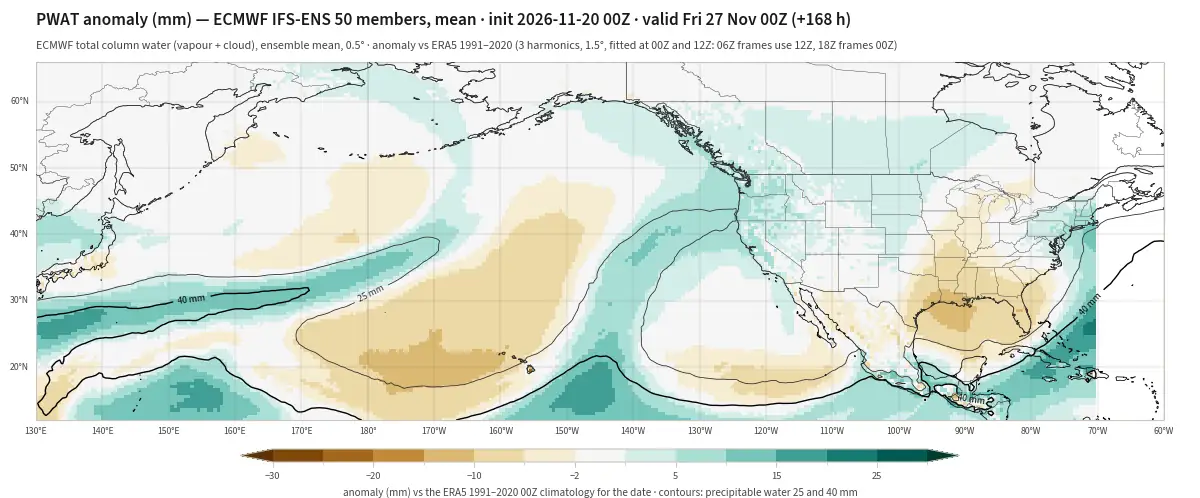 PWAT anomaly (mm) — ECMWF IFS-ENS 50 members, mean · init 2026-11-20 00Z · valid Fri 27 Nov 00Z (+168 h)
ECMWF total column water (vapour + cloud), ensemble mean, 0.5° · anomaly vs ERA5 1991–2020 (3 harmonics, 1.5°, fitted at 00Z and 12Z: 06Z frames use 12Z, 18Z frames 00Z)
60°N
50°N
40°N
30°N
20°N
40 mm
25 mm
40 mm
40 mm
130°E 140°E 150°E 160°E 170°E 180° 170°W 160°W 150°W 140°W 130°W 120°W 110°W 100°W 90°W 80°W 70°W 60°W
−30 −20 −10 −2 5 15 25
anomaly (mm) vs the ERA5 1991–2020 00Z climatology for the date · contours: precipitable water 25 and 40 mm